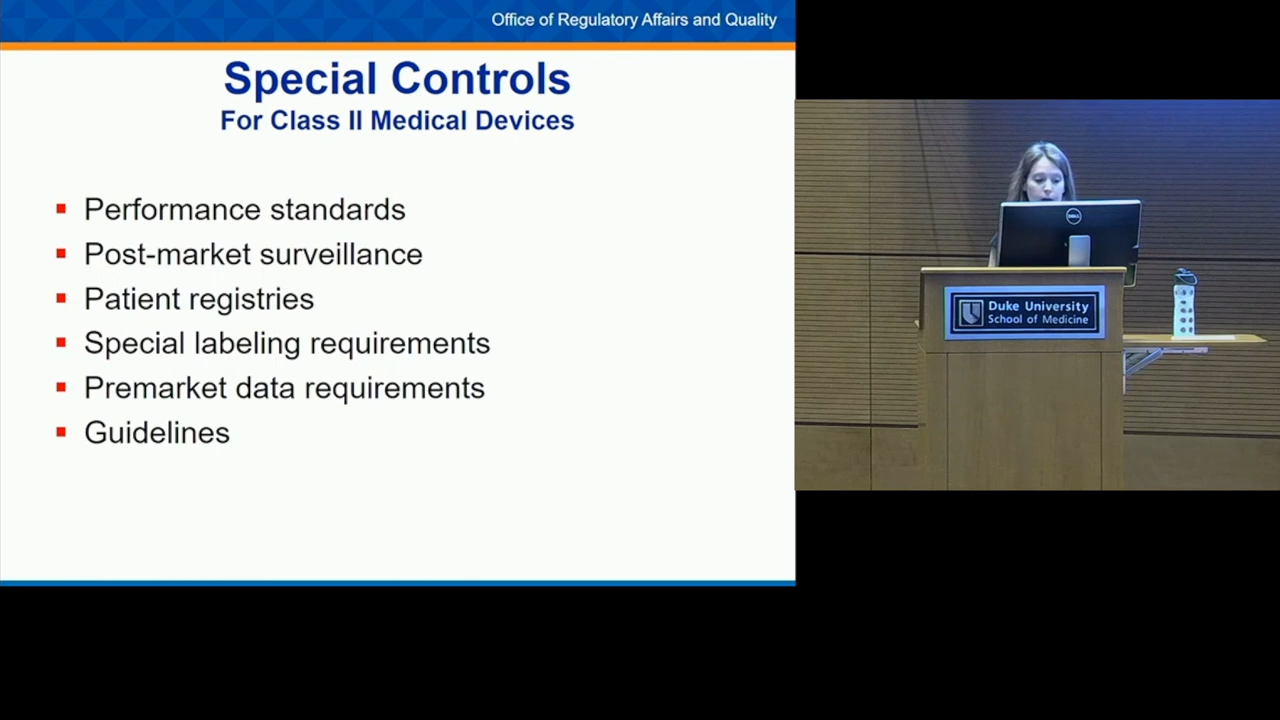 Office of Regulatory Affairs and Quality
Special Controls
For Class II Medical Devices
Performance standards
Post-market surveillance
Patient registries
Special labeling requirements
Premarket data requirements
Guidelines
DELL
Duke University
School of Medicine